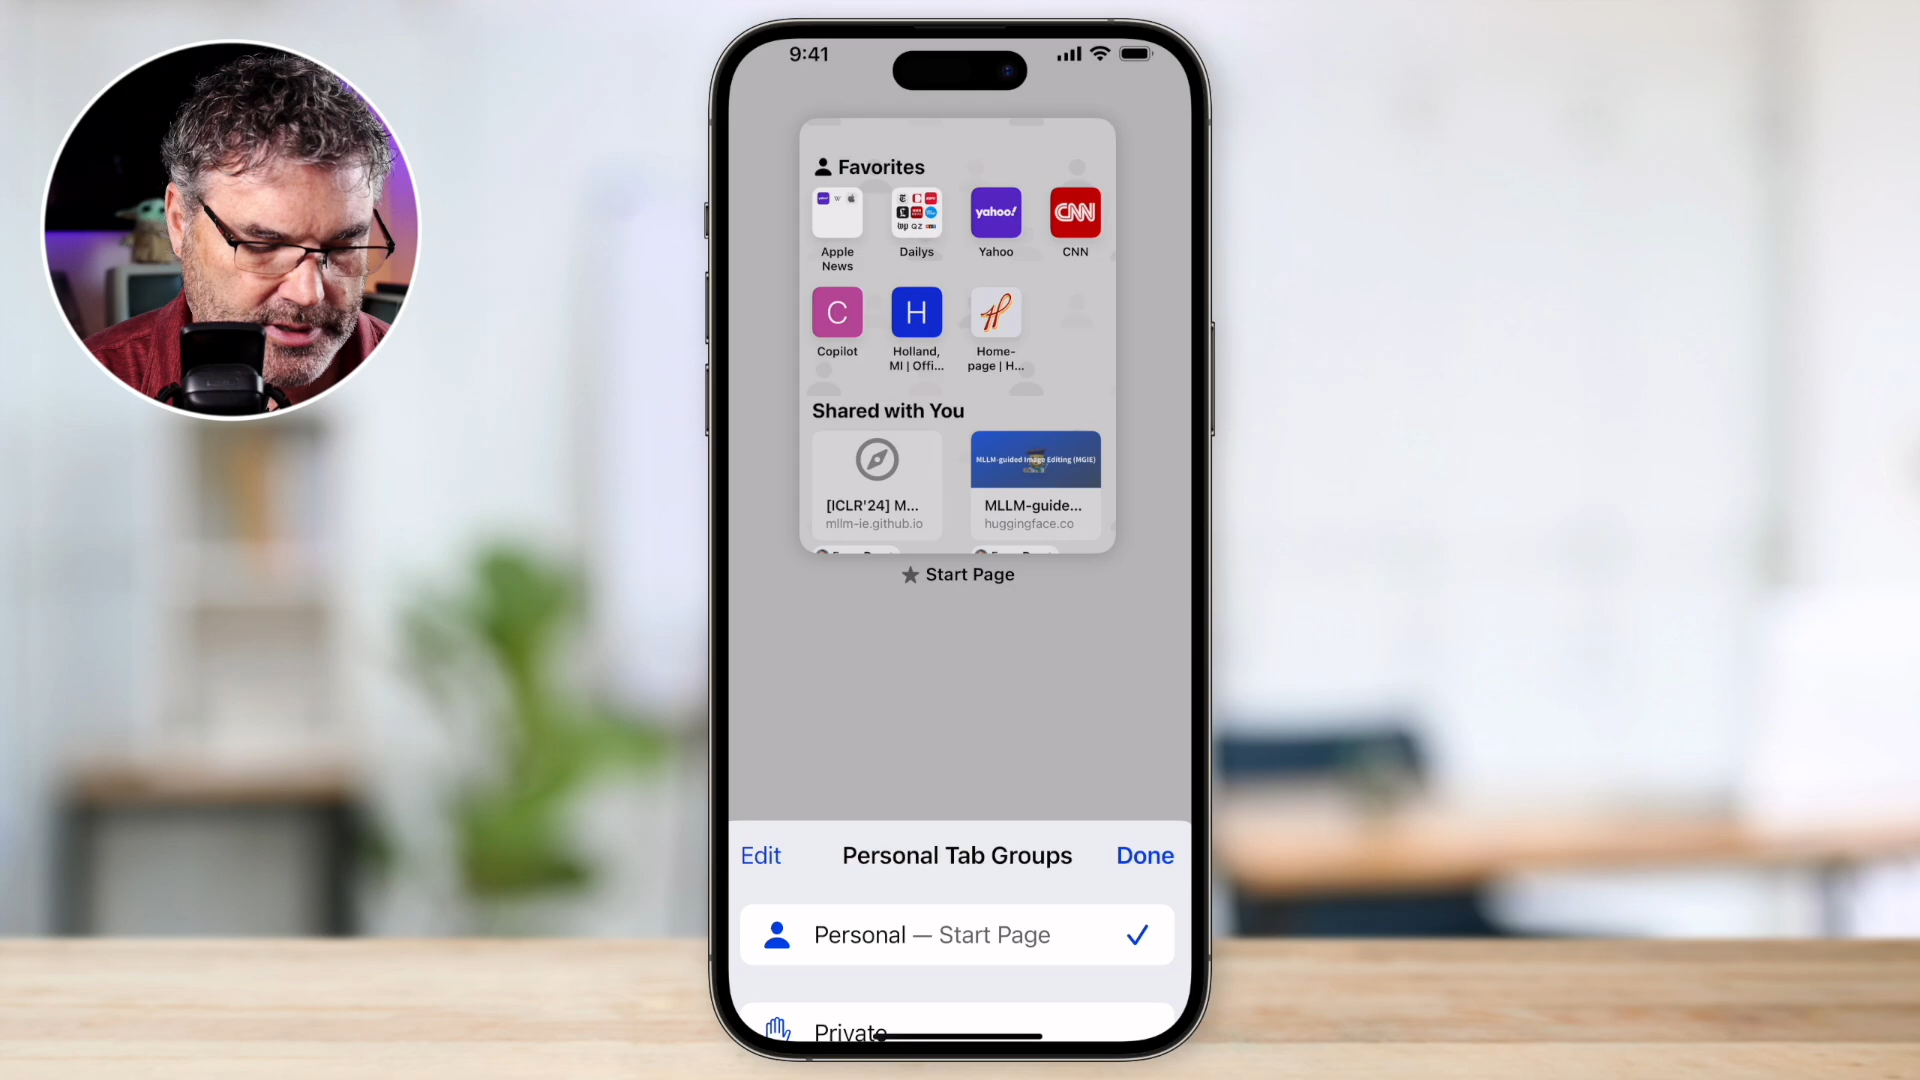 9:41
Favorites
yahoo!
CNN
Apple
News
Dailys
Yahoo
CNN
C
H
H
Copilot
Holland,
MI | Offi...
Home-
page | H...
Shared with You
MLLM-guided Image Editing (MGIE)
[ICLR'24] M...
mllm-ie.github.io
MLLM-guide...
huggingface.co
Start Page
Edit
Personal Tab Groups
Done
Personal — Start Page
Private